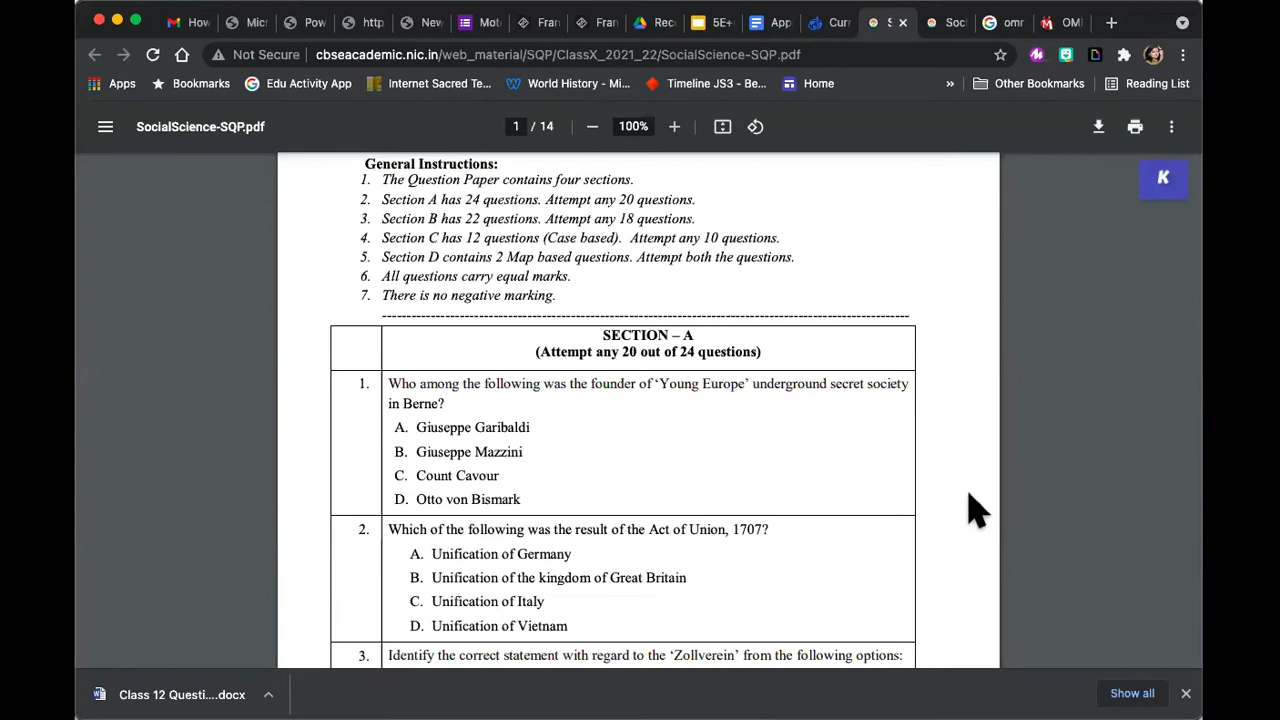 How
Micr
Pow
http
New
Mote
Fran
Fran
Reco
5E+
App
Curr
S
Soci
omr
OMR
Not Secure
cbseacademic.nic.in/web_material/SQP/ClassX_2021_22/SocialScience-SQP.pdf
Apps
Bookmarks
Edu Activity App
Internet Sacred Te...
World History - Mi...
Timeline JS3 - Be...
Home
»
Other Bookmarks
Reading List
SocialScience-SQP.pdf
1 / 14
100%
K
General Instructions:
1. The Question Paper contains four sections.
2. Section A has 24 questions. Attempt any 20 questions.
3. Section B has 22 questions. Attempt any 18 questions.
4. Section C has 12 questions (Case based). Attempt any 10 questions.
5. Section D contains 2 Map based questions. Attempt both the questions.
6. All questions carry equal marks.
7. There is no negative marking.
SECTION – A
(Attempt any 20 out of 24 questions)
1. Who among the following was the founder of ‘Young Europe’ underground secret society
in Berne?
A. Giuseppe Garibaldi
B. Giuseppe Mazzini
C. Count Cavour
D. Otto von Bismark
2. Which of the following was the result of the Act of Union, 1707?
A. Unification of Germany
B. Unification of the kingdom of Great Britain
C. Unification of Italy
D. Unification of Vietnam
3. Identify the correct statement with regard to the ‘Zollverein’ from the following options:
Class 12 Questi....docx
Show all